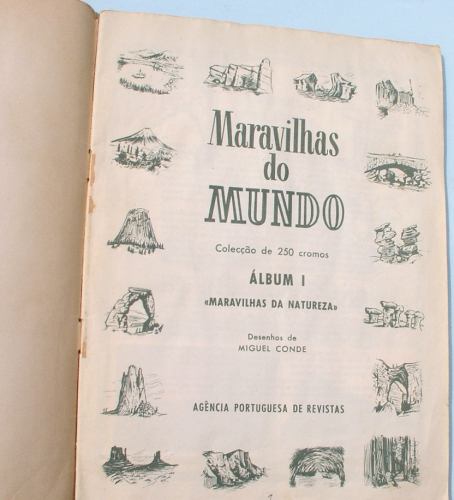 Maravilhas
do
MUNDO
Colecção de 250 cromos
ÁLBUM I
«MARAVILHAS DA NATUREZA»
Desenhos de
MIGUEL CONDE
AGÊNCIA PORTUGUESA DE REVISTAS